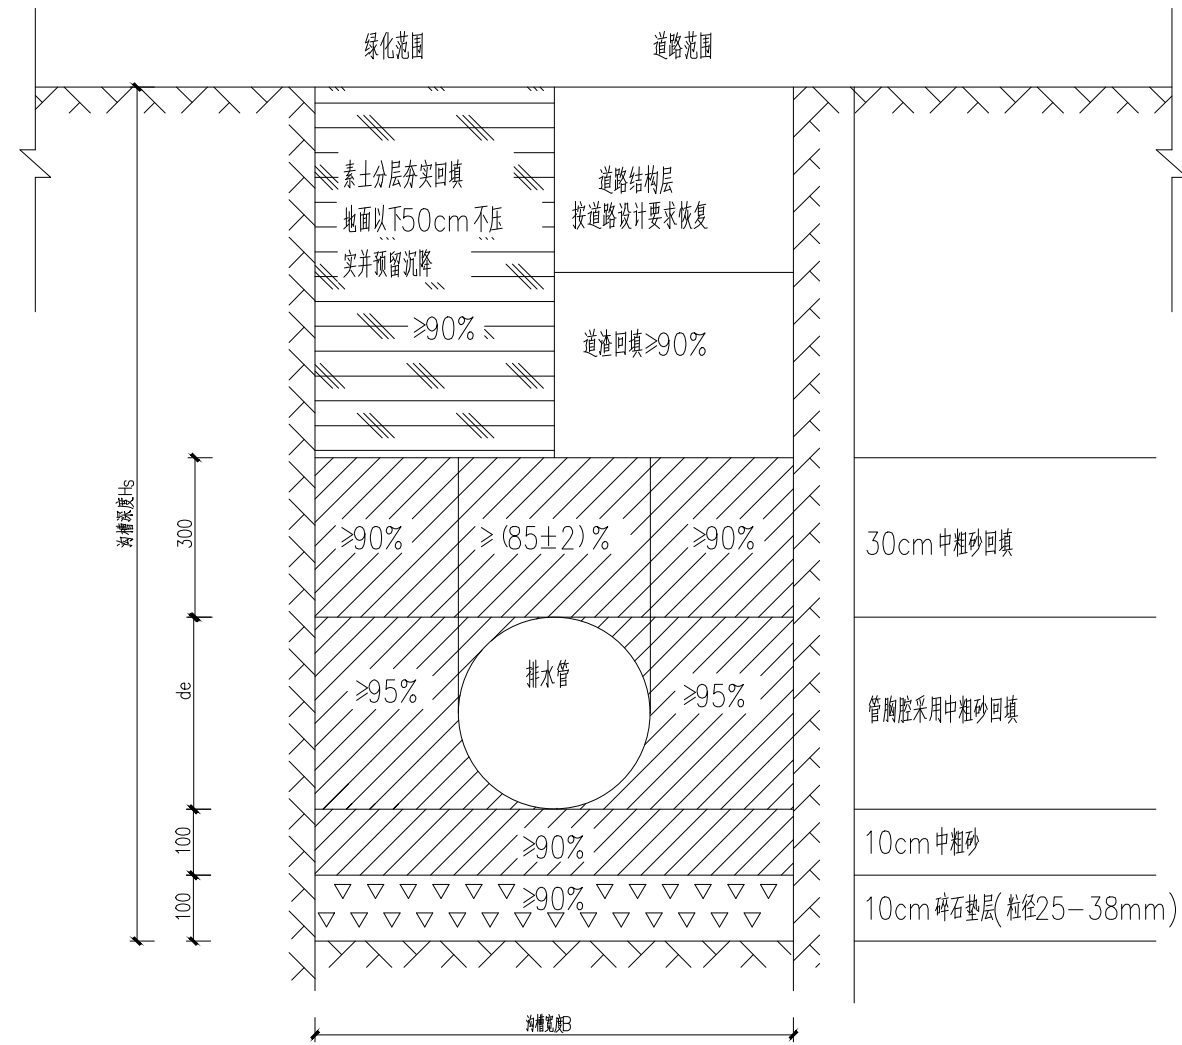 绿化范围
道路范围
素土分层夯实回填
地面以下50cm不压
实并预留沉降
≥90%
道路结构层
按道路设计要求恢复
道渣回填≥90%
沟槽深度Hs
300
≥90%
≥(85±2)%
≥90%
30cm中粗砂回填
de
≥95%
排水管
≥95%
管胸腔采用中粗砂回填
100
≥90%
10cm中粗砂
100
≥90%
10cm碎石垫层(粒径25-38mm)
沟槽宽度B